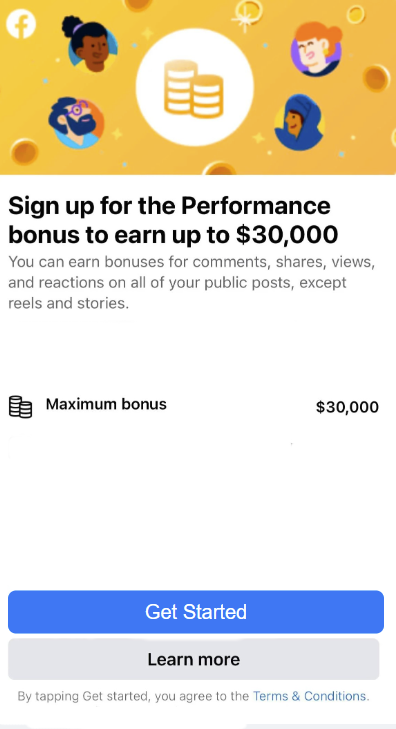 Sign up for the Performance
bonus to earn up to $30,000
You can earn bonuses for comments, shares, views,
and reactions on all of your public posts, except
reels and stories.
Maximum bonus $30,000
Get Started
Learn more
By tapping Get started, you agree to the Terms & Conditions.